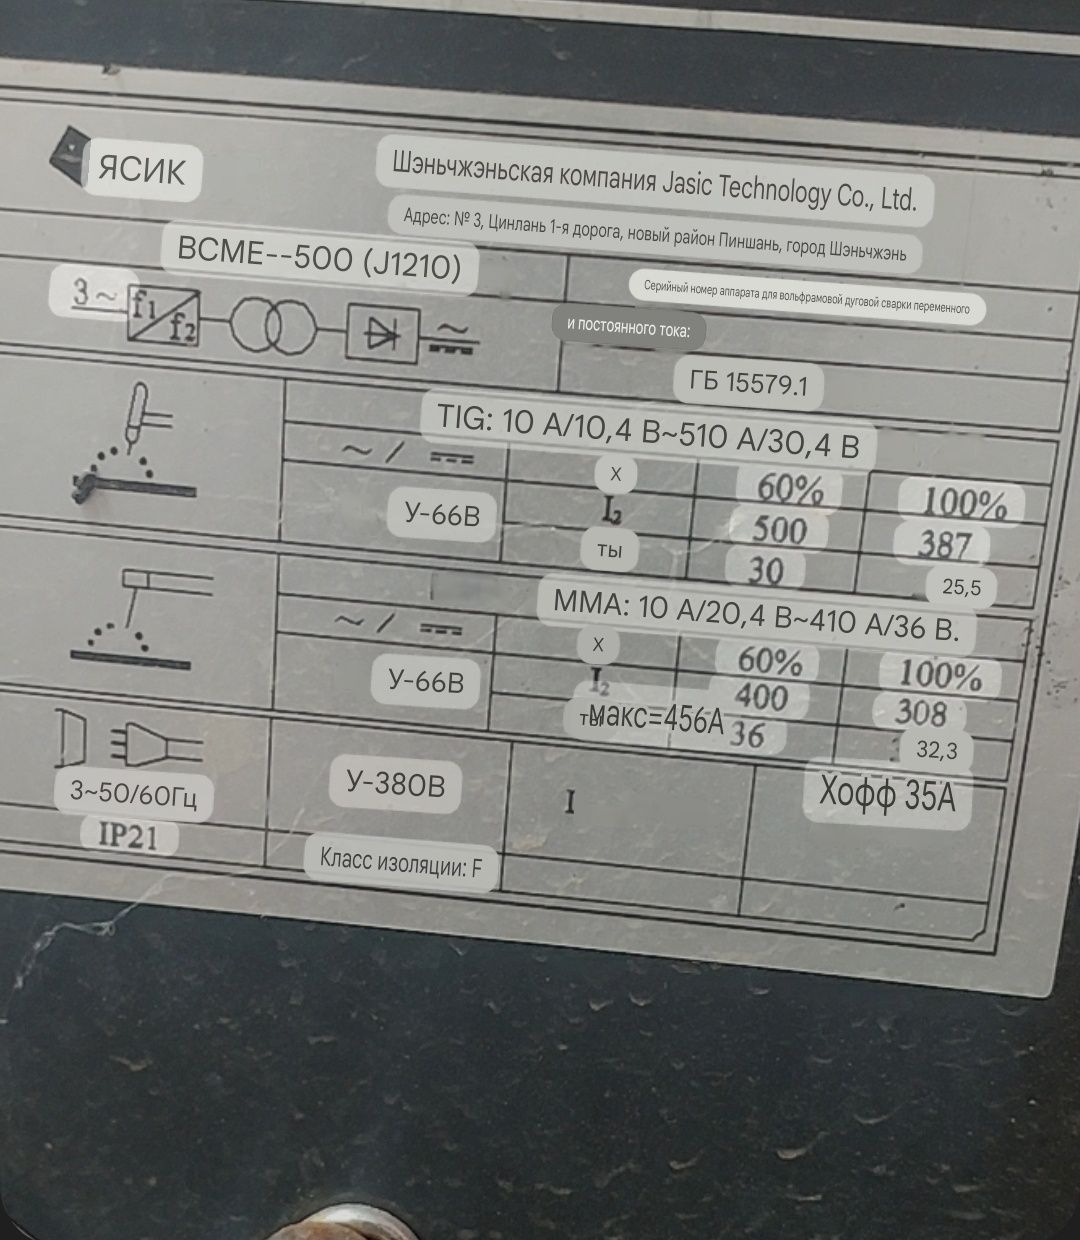 ЯСИК
Шэньчжэньская компания Jasic Technology Co., Ltd.
Адрес: № 3, Цинлань 1-я дорога, новый район Пиншань, город Шэньчжэнь
ВСМЕ--500 (J1210)
Серийный номер аппарата для вольфрамовой дуговой сварки переменного
и постоянного тока:
3~ f1 f2
ГБ 15579.1
TIG: 10 А/10,4 В~510 А/30,4 В
X 60% 100%
У-66В I2 500 387
ты 30 25,5
ММА: 10 А/20,4 В~410 А/36 В.
X 60% 100%
У-66В I2 400 308
макс=456А 36 32,3
3~50/60Гц У-380В I Хофф 35А
IP21 Класс изоляции: F